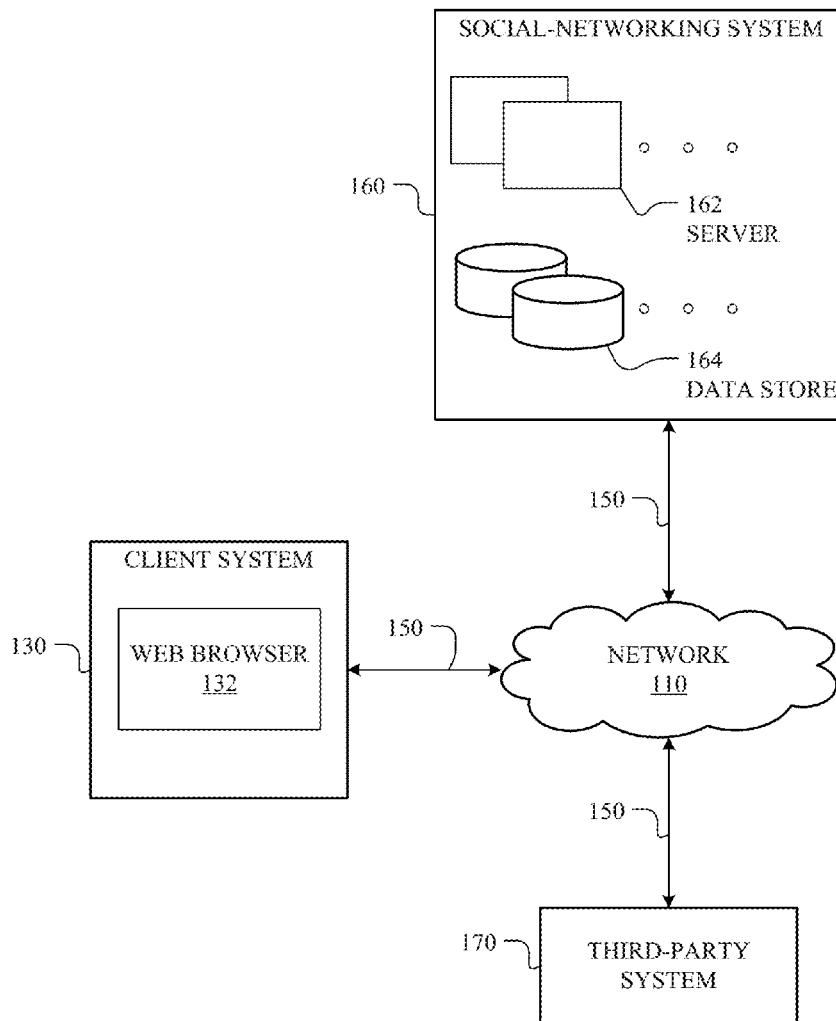 SOCIAL-NETWORKING SYSTEM
160
162
SERVER
164
DATA STORE
150
CLIENT SYSTEM
130
WEB BROWSER
132
150
NETWORK
110
150
170
THIRD-PARTY
SYSTEM